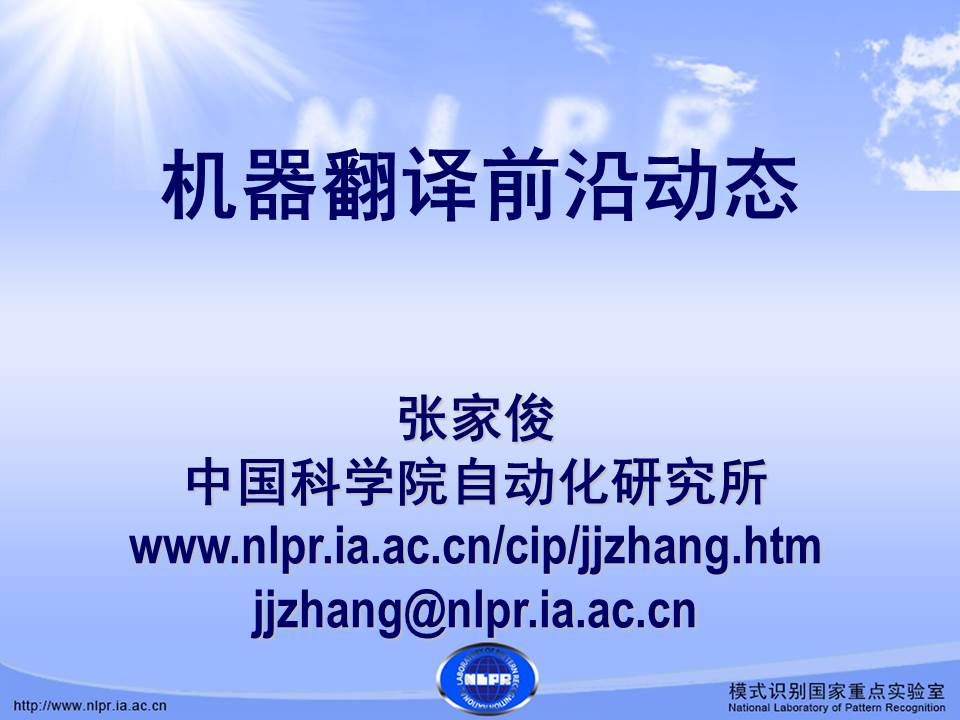 NLPR
机器翻译前沿动态
张家俊
中国科学院自动化研究所
www.nlpr.ia.ac.cn/cip/jjzhang.htm
jjzhang@nlpr.ia.ac.cn
NLPR
http://www.nlpr.ia.ac.cn
模式识别国家重点实验室
National Laboratory of Pattern Recognition